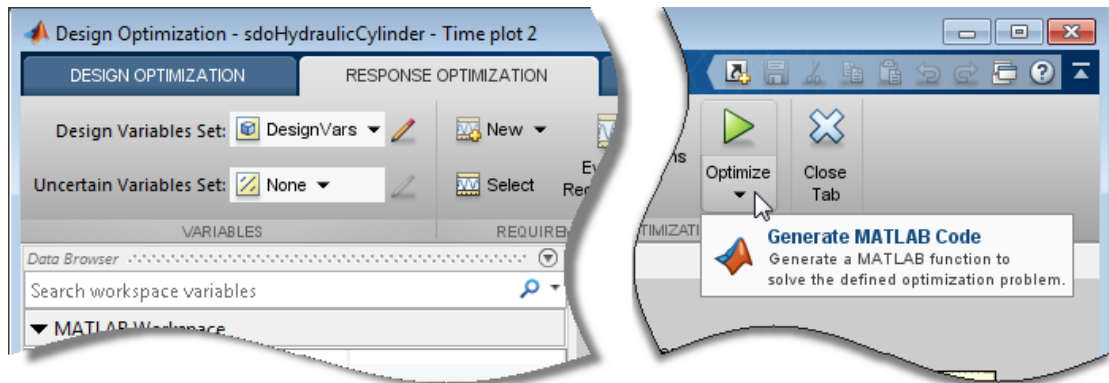 Design Optimization - sdoHydraulicCylinder - Time plot 2
DESIGN OPTIMIZATION RESPONSE OPTIMIZATION
Design Variables Set: DesignVars New
Uncertain Variables Set: None Select
Optimize Close
Tab
VARIABLES
Generate MATLAB Code
Generate a MATLAB function to
solve the defined optimization problem.
Data Browser
Search workspace variables
MATLAB Workspace